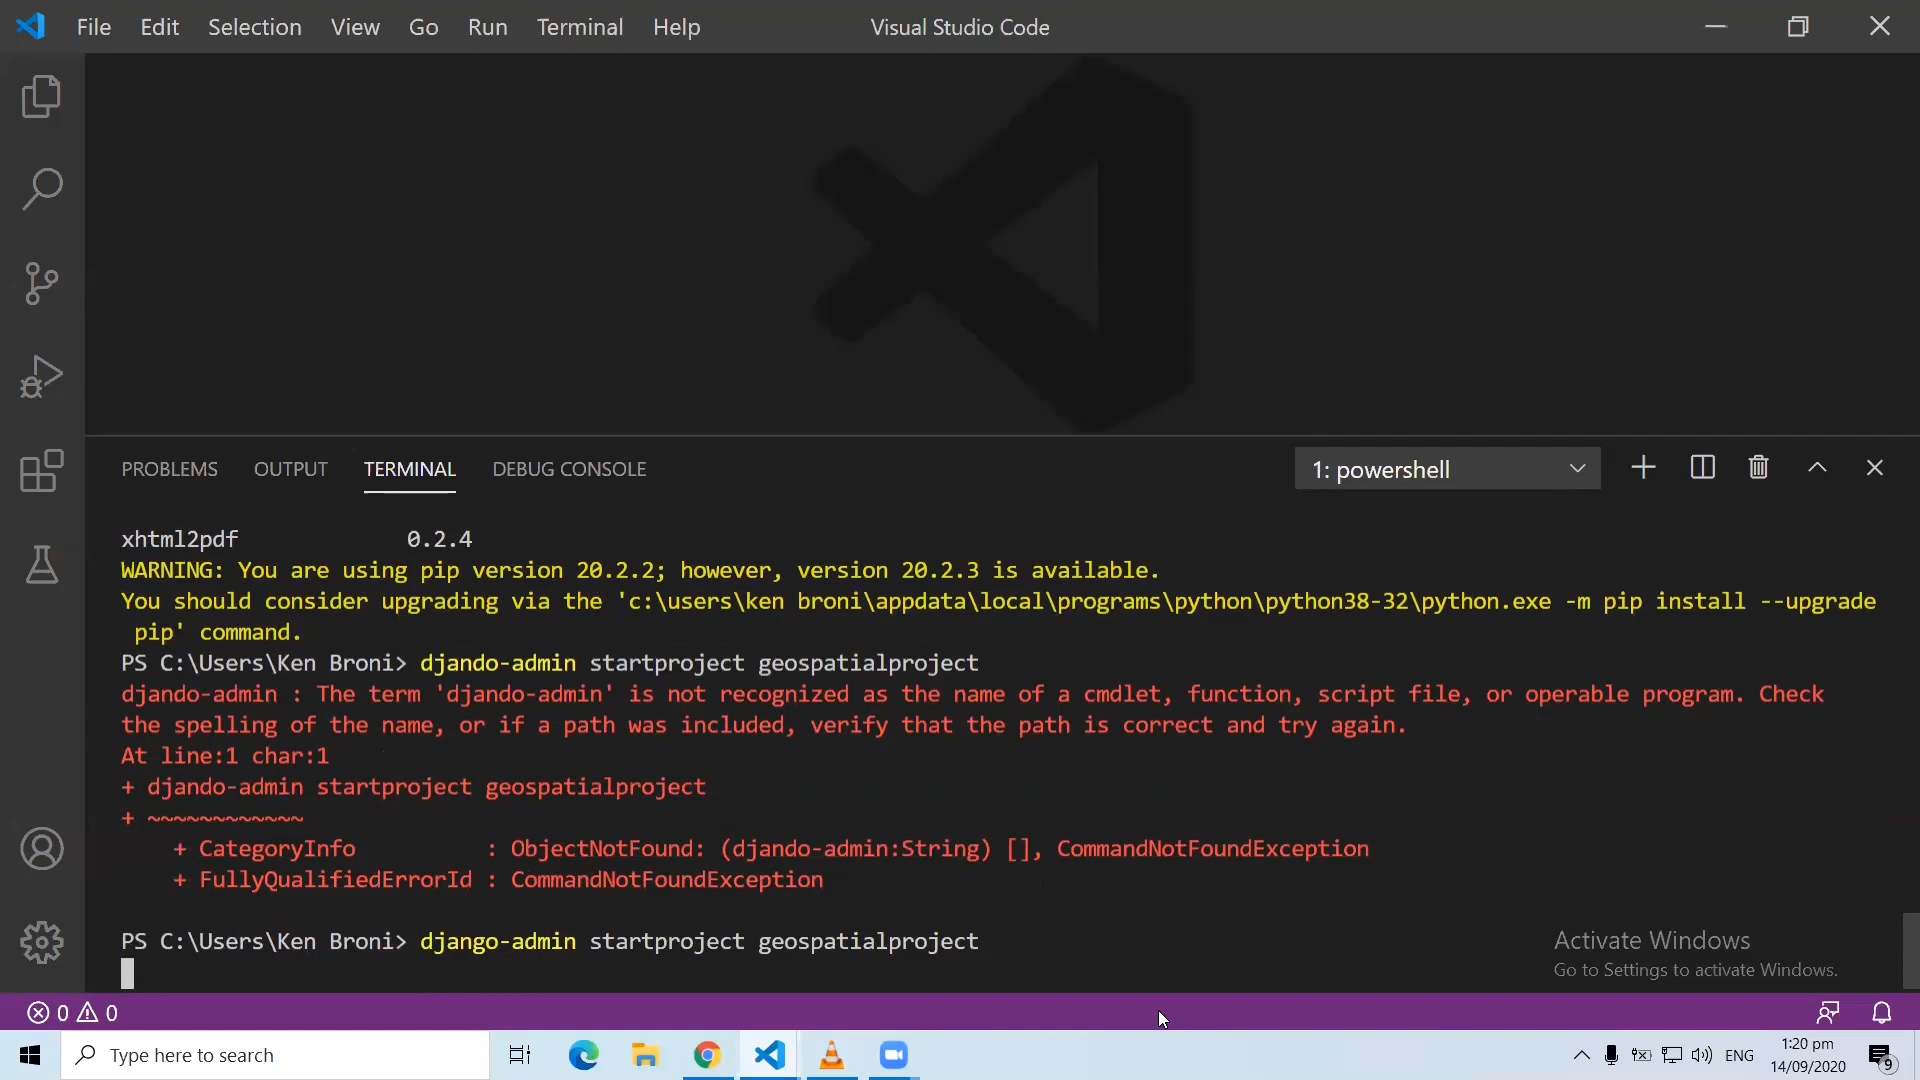 File Edit Selection View Go Run Terminal Help Visual Studio Code
PROBLEMS OUTPUT TERMINAL DEBUG CONSOLE 1: powershell
xhtml2pdf 0.2.4
WARNING: You are using pip version 20.2.2; however, version 20.2.3 is available.
You should consider upgrading via the 'c:\users\ken broni\appdata\local\programs\python\python38-32\python.exe -m pip install --upgrade
pip' command.
PS C:\Users\Ken Broni> djando-admin startproject geospatialproject
djando-admin : The term 'djando-admin' is not recognized as the name of a cmdlet, function, script file, or operable program. Check
the spelling of the name, or if a path was included, verify that the path is correct and try again.
At line:1 char:1
+ djando-admin startproject geospatialproject
+ ~~~~~~~~~~~~
+ CategoryInfo : ObjectNotFound: (djando-admin:String) [], CommandNotFoundException
+ FullyQualifiedErrorId : CommandNotFoundException
PS C:\Users\Ken Broni> django-admin startproject geospatialproject
Activate Windows
Go to Settings to activate Windows.
0 0
Type here to search
ENG
1:20 pm
14/09/2020
9